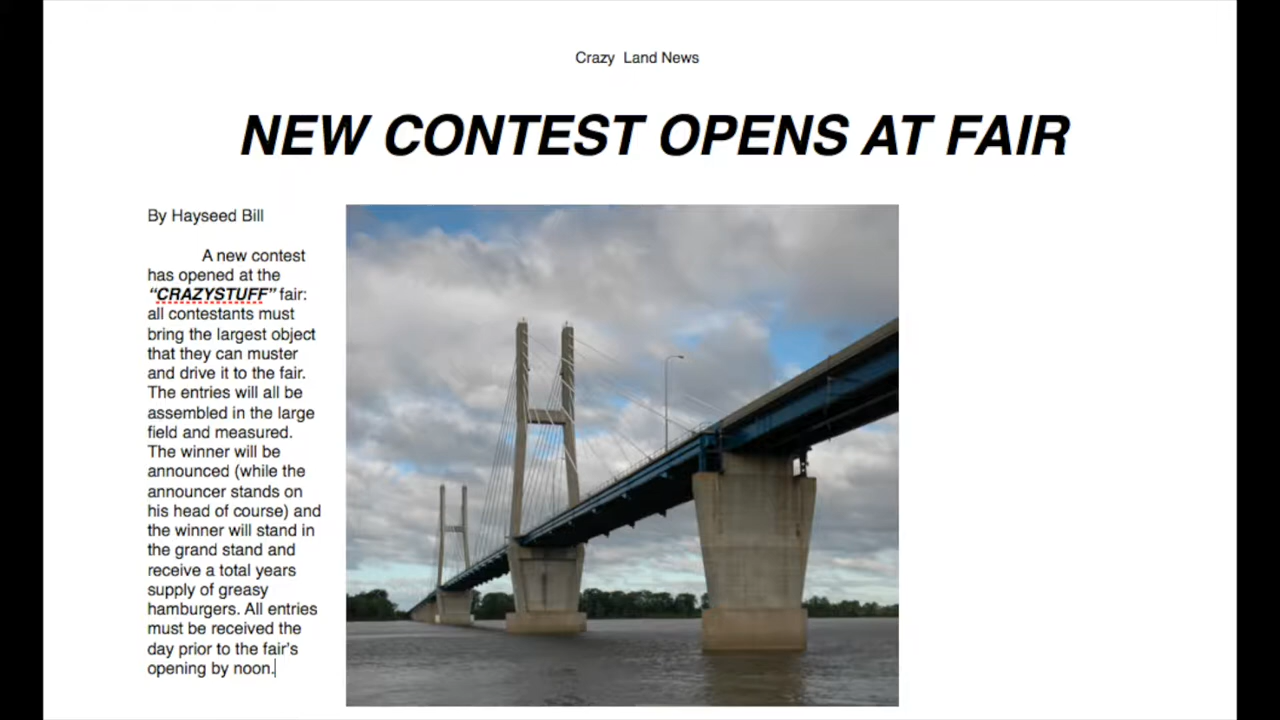 Crazy  Land News
NEW CONTEST OPENS AT FAIR
By Hayseed Bill
A new contest
has opened at the
“CRAZYSTUFF” fair:
all contestants must
bring the largest object
that they can muster
and drive it to the fair.
The entries will all be
assembled in the large
field and measured.
The winner will be
announced (while the
announcer stands on
his head of course) and
the winner will stand in
the grand stand and
receive a total years
supply of greasy
hamburgers. All entries
must be received the
day prior to the fair’s
opening by noon.